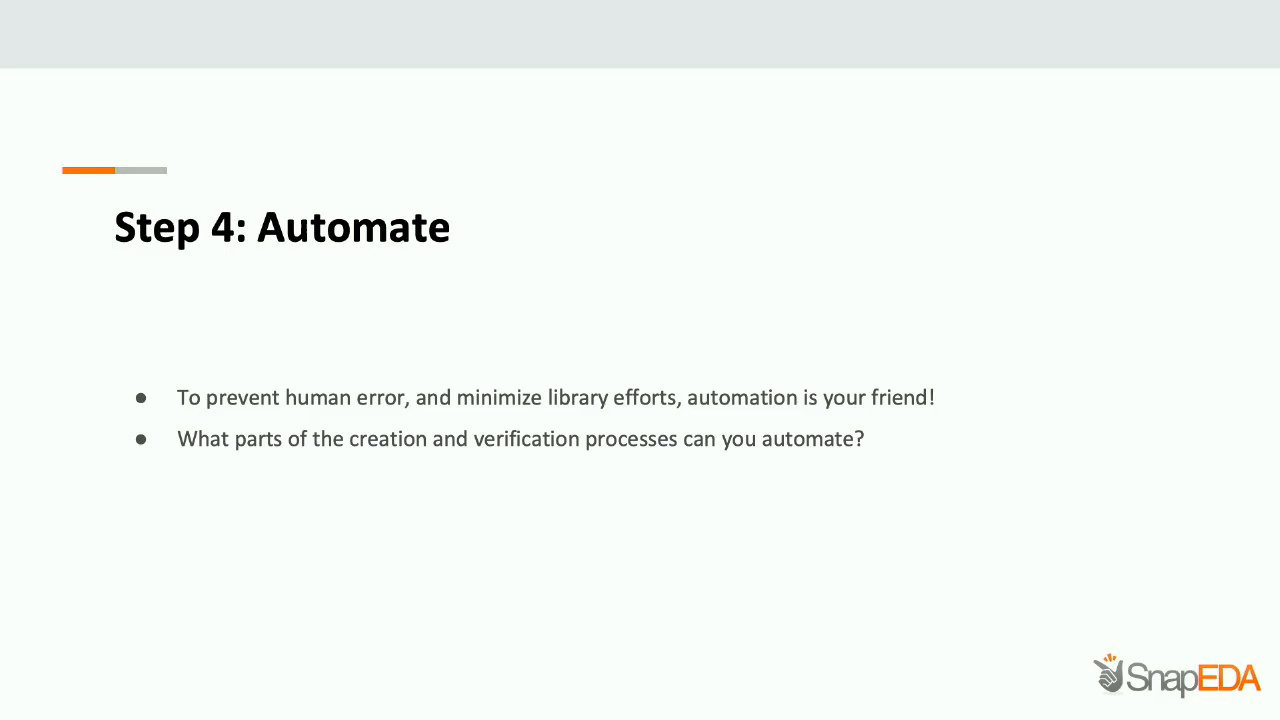 Step 4: Automate
● To prevent human error, and minimize library efforts, automation is your friend!
● What parts of the creation and verification processes can you automate?
SnapEDA